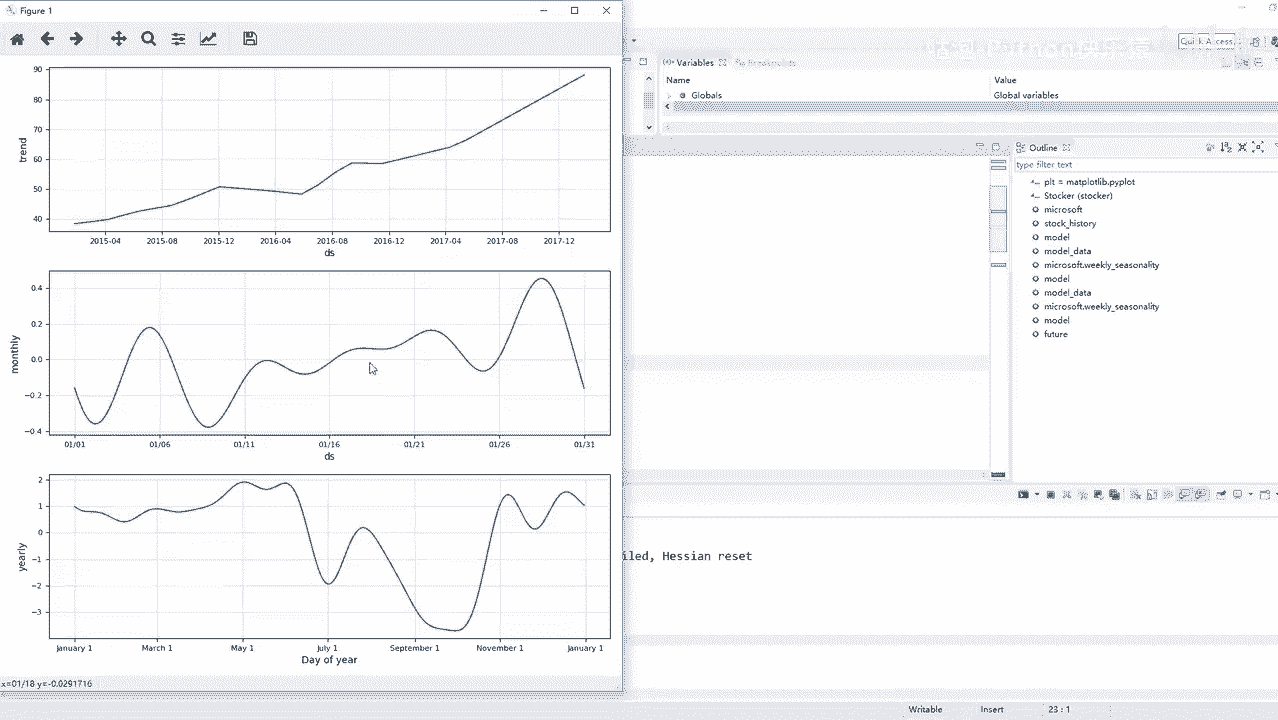 Figure 1
90
80
70
60
50
40
trend
2015-04 2015-08 2015-12 2016-04 2016-08 2016-12 2017-04 2017-08 2017-12
ds
0.4
0.2
0.0
−0.2
−0.4
monthly
01/01 01/06 01/11 01/16 01/21 01/26 01/31
ds
2
1
0
−1
−2
−3
yearly
January 1 March 1 May 1 July 1 September 1 November 1 January 1
Day of year
x=01/18 y=-0.0291716
Quick Access
Variables Breakpoints
Name Value
Globals Global variables
Outline
type filter text
plt = matplotlib.pyplot
Stocker (stocker)
microsoft
stock_history
model
model_data
microsoft.weekly_seasonality
model
model_data
microsoft.weekly_seasonality
model
future
iled, Hessian reset
Writable Insert 23 : 1